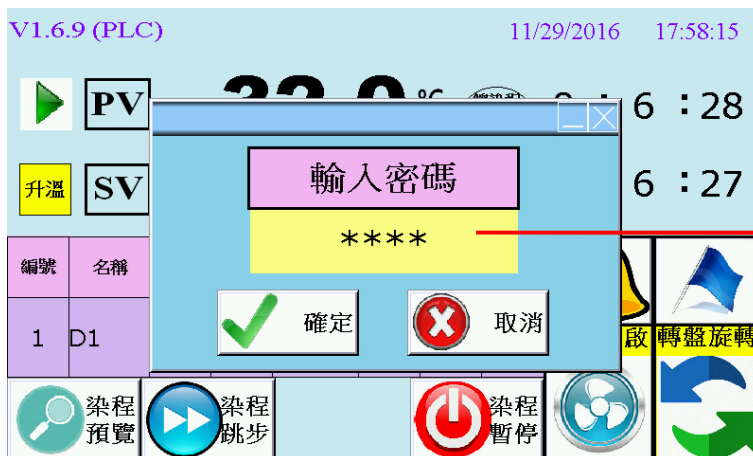 V1.6.9 (PLC) 11/29/2016 17:58:15
PV 6 : 28
升溫 SV 6 : 27
輸入密碼
****
確定 取消
編號 名稱
1 D1 啟 轉盤旋轉
染程預覽 染程跳步 染程暫停